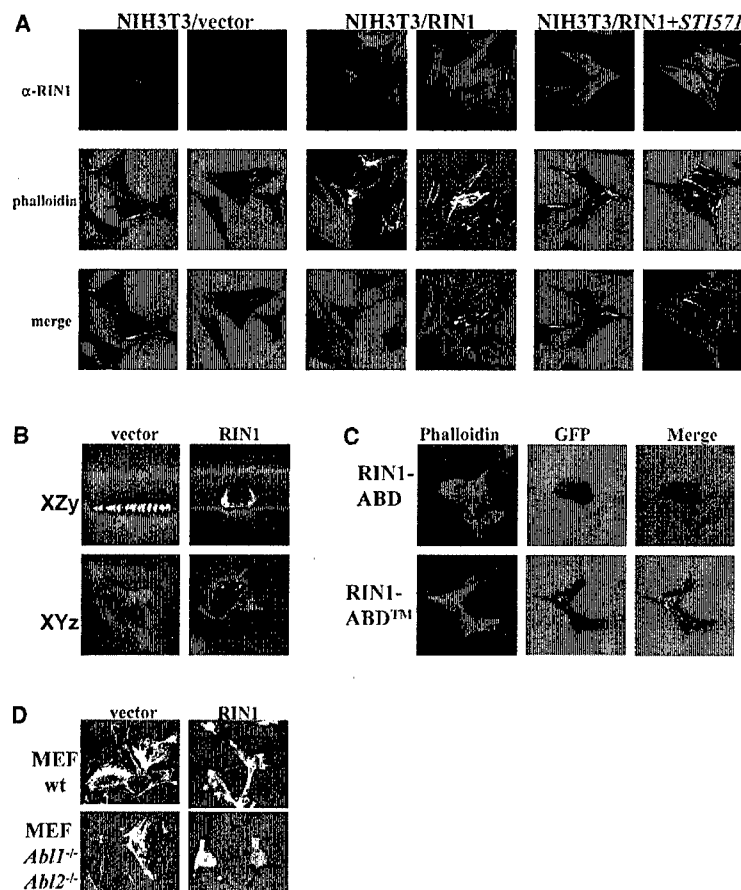 A
NIH3T3/vector NIH3T3/RIN1 NIH3T3/RIN1+STI571
α-RIN1
phalloidin
merge
B
vector RIN1
XZy
XYz
C
Phalloidin GFP Merge
RIN1-
ABD
RIN1-
ABDTM
D
vector RIN1
MEF
wt
MEF
Abl1-/-
Abl2-/-